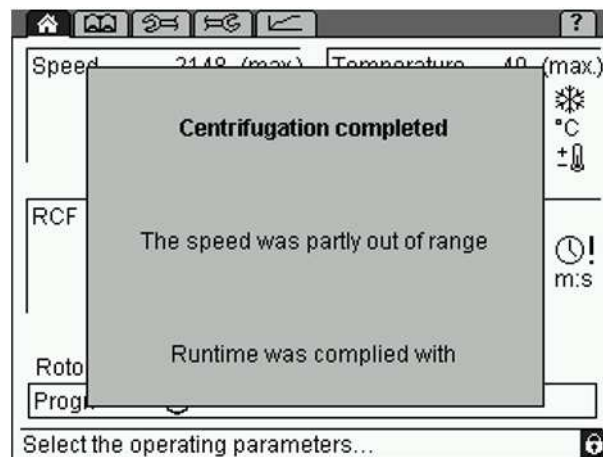 ?
Speed 2148 (max.) Temperature 40 (max.)
Centrifugation completed
°C
RCF
The speed was partly out of range
m:s
Runtime was complied with
Select the operating parameters...